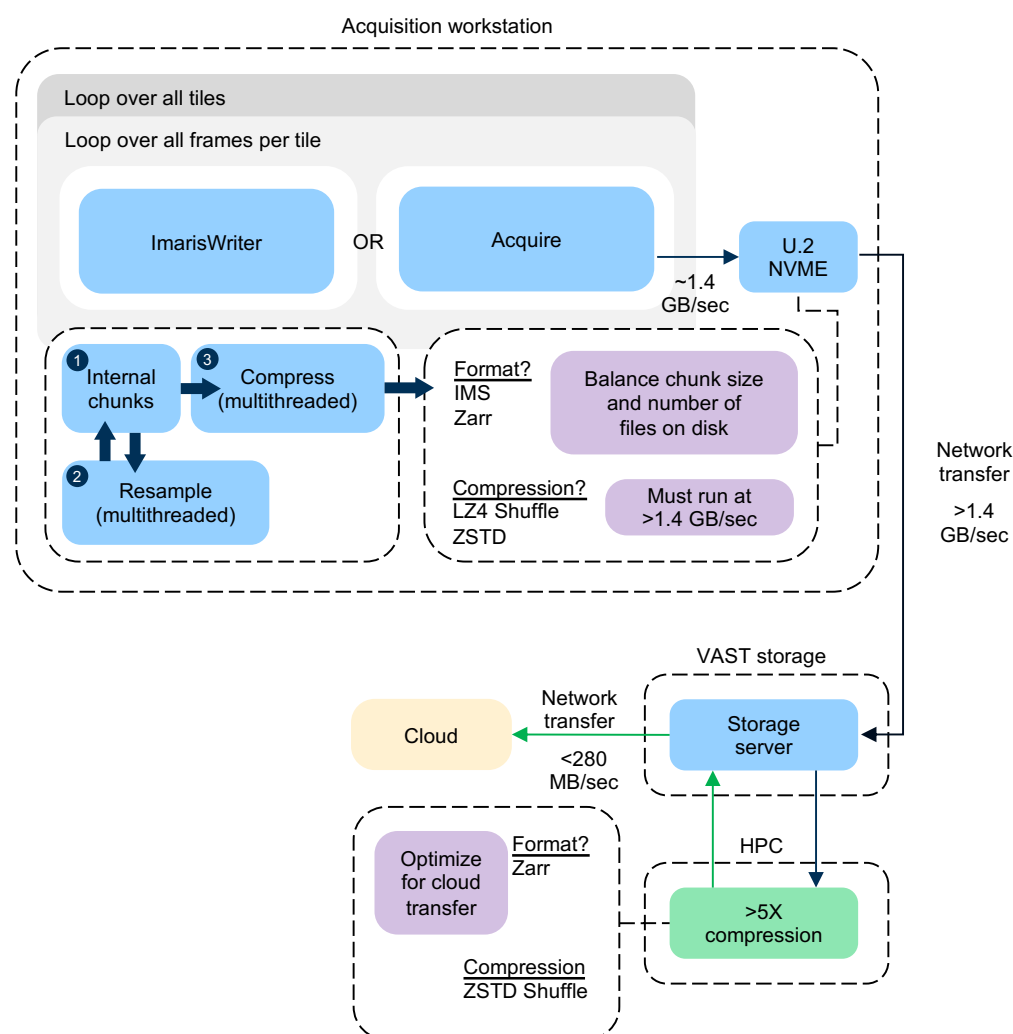 Acquisition workstation
Loop over all tiles
Loop over all frames per tile
ImarisWriter
OR
Acquire
U.2
NVME
~1.4
GB/sec
1
Internal
chunks
3
Compress
(multithreaded)
2
Resample
(multithreaded)
Format?
IMS
Zarr
Balance chunk size
and number of
files on disk
Compression?
LZ4 Shuffle
ZSTD
Must run at
>1.4 GB/sec
Network
transfer
>1.4
GB/sec
VAST storage
Storage
server
Network
transfer
<280
MB/sec
Cloud
HPC
>5X
compression
Optimize
for cloud
transfer
Format?
Zarr
Compression
ZSTD Shuffle